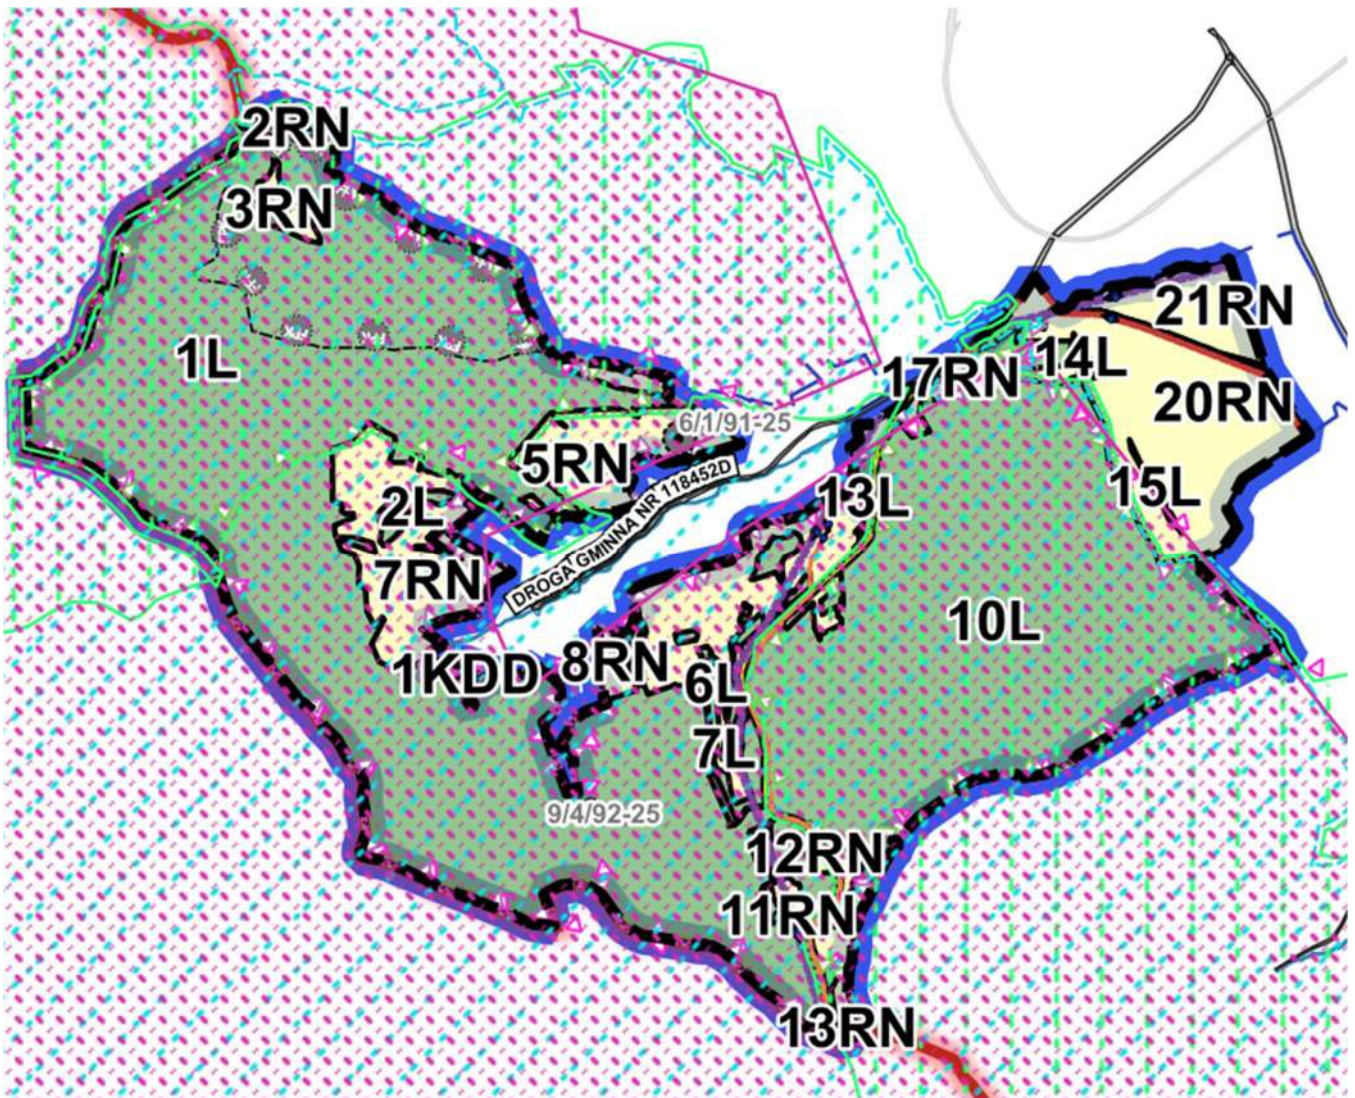 2RN
3RN
21RN
1L
14L
17RN
20RN
6/1/91-25
5RN
DROGA GMINNA NR 118452D
15L
13L
2L
7RN
10L
8RN
1KDD
6L
7L
9/4/92-25
12RN
11RN
13RN